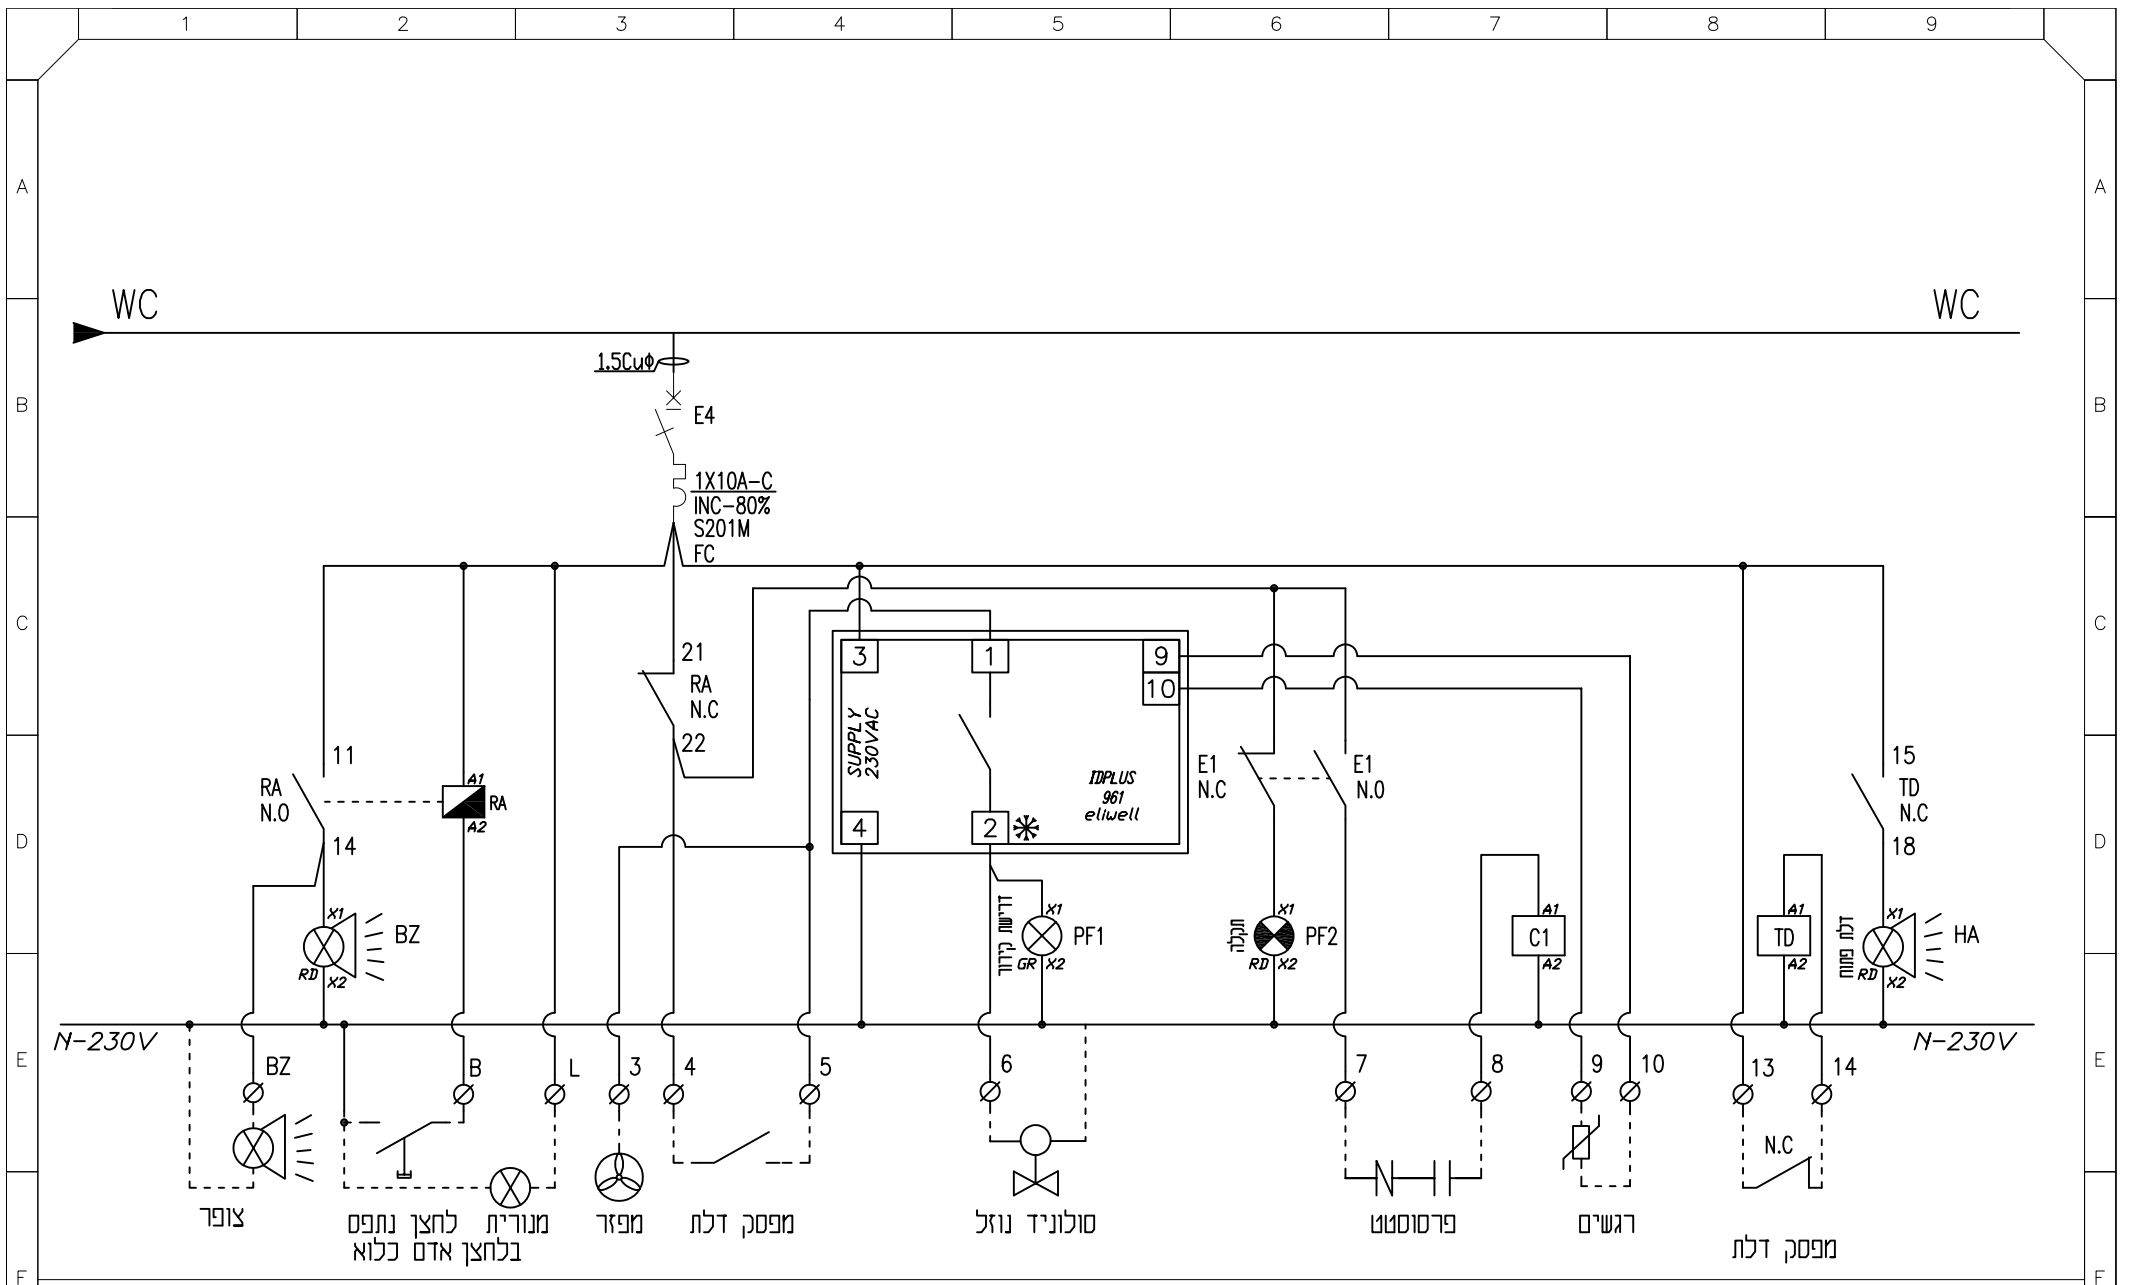 1 2 3 4 5 6 7 8 9
A A
WC WC
1.5CuΦ
B B
E4
1X10A-C
INC-80%
S201M
FC
C C
3 1 9
10
21
RA
N.C
22
SUPPLY
230VAC
IDPLUS
961
eliwell
4 2
11
RA
N.O
14
A1
RA
A2
E1
N.C
E1
N.O
15
TD
N.C
18
D D
X1
BZ
RD
X2
דרישת קירור
X1
PF1
GR X2
תקלה
X1
PF2
RD X2
A1
C1
A2
A1
TD
A2
דלת פתוח
X1
HA
RD
X2
N-230V N-230V
E E
BZ B L 3 4 5 6 7 8 9 10 13 14
N.C
צופר
לחצן נתפס
בלחצן אדם כלוא
מנורית
מפזר
מפסק דלת
סולוניד נוזל
פרסוסטט
רגשים
מפסק דלת
F F